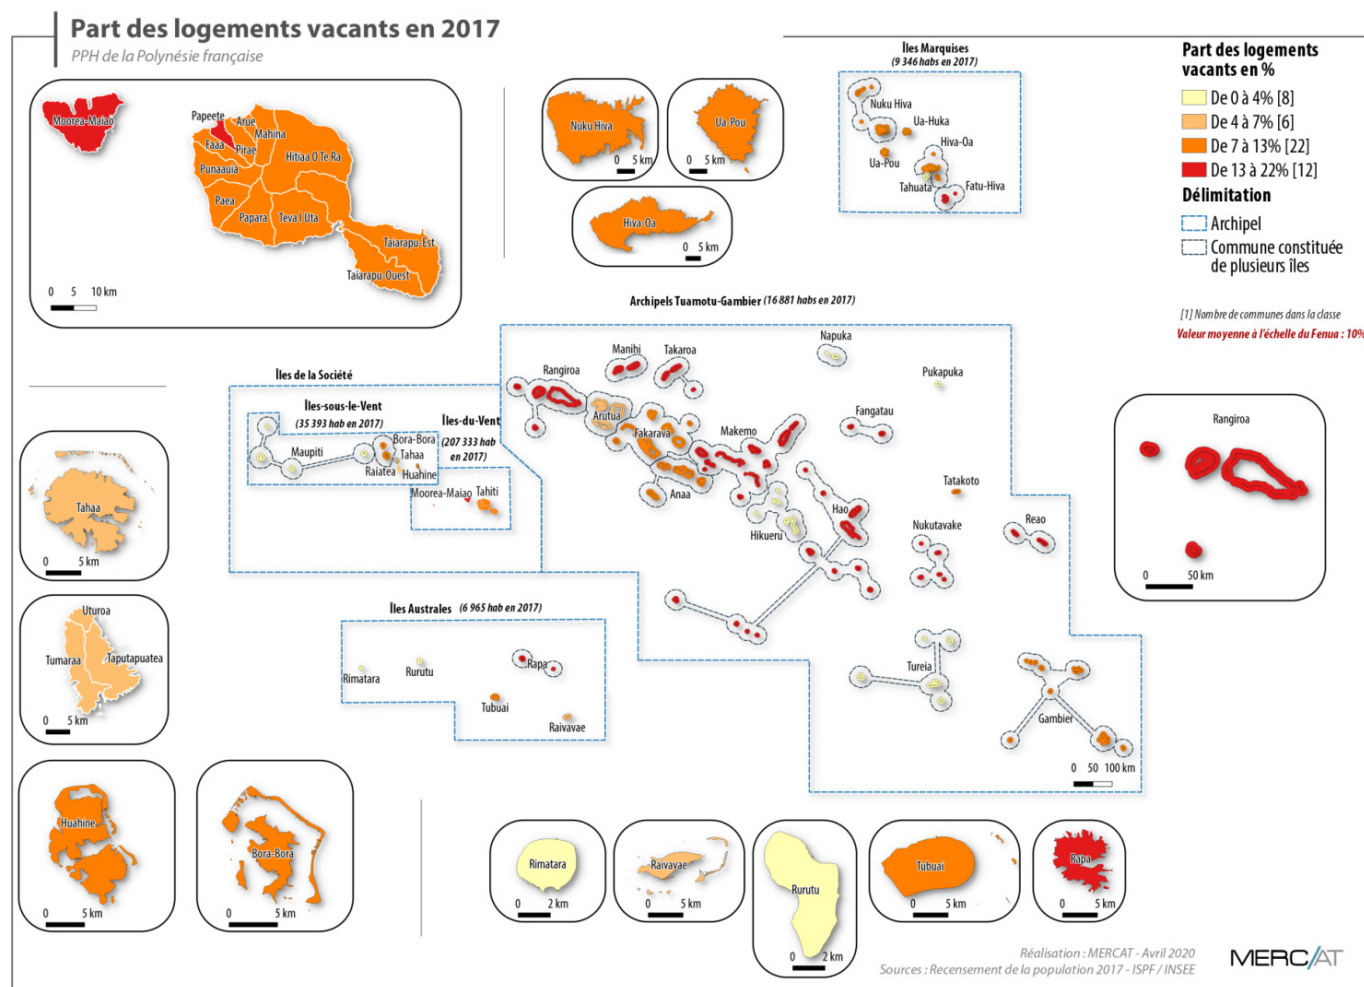 Part des logements vacants en 2017
PPH de la Polynésie française
Moorea-Maiao
Papeete
Arue
Mahina
Faaa
Pirae
Hitiaa O Te Ra
Punaauia
Paea
Papara
Teva I Uta
Taiarapu-Est
Taiarapu-Ouest
0 5 10 km
Nuku Hiva
0 5 km
Ua-Pou
0 5 km
Hiva-Oa
0 5 km
Îles Marquises
(9 346 habs en 2017)
Nuku Hiva
Ua-Huka
Hiva-Oa
Ua-Pou
Tahuata
Fatu-Hiva
Part des logements
vacants en %
De 0 à 4% [8]
De 4 à 7% [6]
De 7 à 13% [22]
De 13 à 22% [12]
Délimitation
Archipel
Commune constituée
de plusieurs îles
[1] Nombre de communes dans la classe
Valeur moyenne à l'échelle du Fenua : 10%
Archipels Tuamotu-Gambier (16 881 habs en 2017)
Napuka
Manihi
Takaroa
Rangiroa
Pukapuka
Arutua
Fangatau
Fakarava
Makemo
Anaa
Tatakoto
Hao
Hikueru
Nukutavake
Reao
Tureia
Gambier
0 50 100 km
Îles de la Société
Îles-sous-le-Vent
(35 393 hab en 2017)
Îles-du-Vent
(207 333 hab
en 2017)
Bora-Bora
Maupiti
Tahaa
Raiatea
Huahine
Moorea-Maiao
Tahiti
Îles Australes (6 965 hab en 2017)
Rimatara
Rurutu
Rapa
Tubuai
Raivavae
Rangiroa
0 50 km
Tahaa
0 5 km
Uturoa
Tumaraa
Taputapuatea
0 5 km
Huahine
0 5 km
Bora-Bora
0 5 km
Rimatara
0 2 km
Raivavae
0 5 km
Rurutu
0 2 km
Tubuai
0 5 km
Rapa
0 5 km
Réalisation : MERCAT - Avril 2020
Sources : Recensement de la population 2017 - ISPF / INSEE
MERC/AT